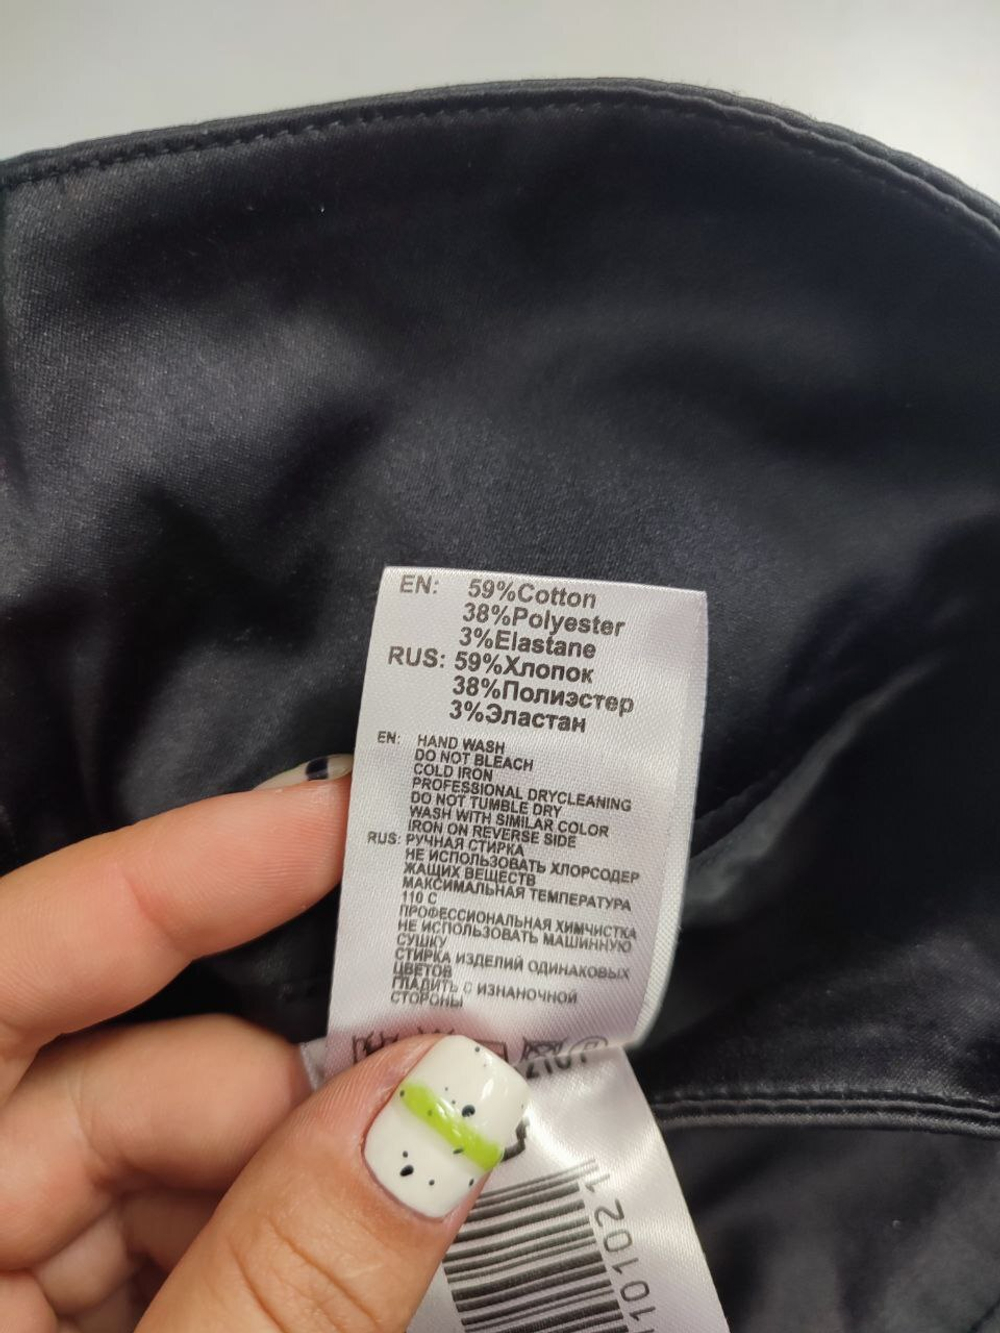 EN: 59%Cotton
38%Polyester
3%Elastane
RUS: 59%Хлопок
38%Полиэстер
3%Эластан
EN: HAND WASH
DO NOT BLEACH
COLD IRON
PROFESSIONAL DRYCLEANING
DO NOT TUMBLE DRY
WASH WITH SIMILAR COLOR
IRON ON REVERSE SIDE
RUS: РУЧНАЯ СТИРКА
НЕ ИСПОЛЬЗОВАТЬ ХЛОРСОДЕР
ЖАЩИХ ВЕЩЕСТВ
МАКСИМАЛЬНАЯ ТЕМПЕРАТУРА
110 С
ПРОФЕССИОНАЛЬНАЯ ХИМЧИСТКА
НЕ ИСПОЛЬЗОВАТЬ МАШИННУЮ
СУШКУ
СТИРКА ИЗДЕЛИЙ ОДИНАКОВЫХ
ЦВЕТОВ
ГЛАДИТЬ С ИЗНАНОЧНОЙ
СТОРОНЫ